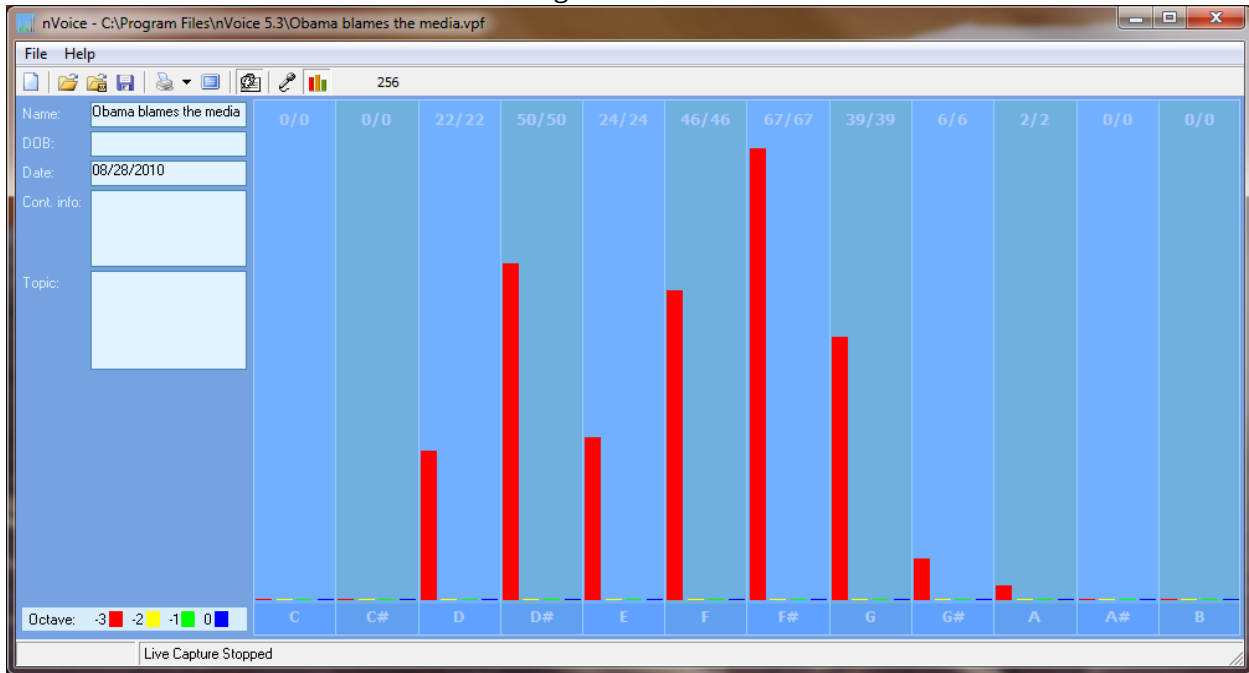 nVoice - C:\Program Files\nVoice 5.3\Obama blames the media.vpf
File Help
256
Name: Obama blames the media
DOB:
Date: 08/28/2010
Cont. info:
Topic:
0/0 0/0 22/22 50/50 24/24 46/46 67/67 39/39 6/6 2/2 0/0 0/0
C C# D D# E F F# G G# A A# B
Octave: -3 -2 -1 0
Live Capture Stopped